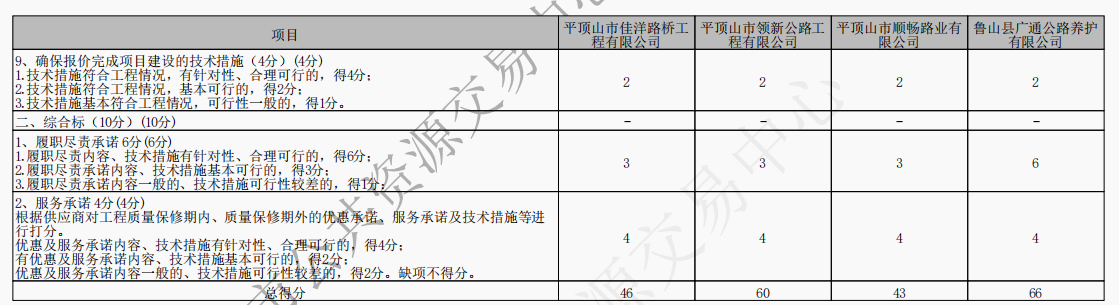 项目
平顶山市佳洋路桥工
程有限公司
平顶山市领新公路工
程有限公司
平顶山市顺畅路业有
限公司
鲁山县广通公路养护
有限公司
9、确保报价完成项目建设的技术措施（4分）(4分)
1.技术措施符合工程情况，有针对性、合理可行的，得4分；
2.技术措施符合工程情况，基本可行的，得2分；
3.技术措施基本符合工程情况，可行性一般的，得1分。
2
2
2
2
二、综合标（10分）(10分)
-
-
-
-
1、履职尽责承诺 6分(6分)
1.履职尽责内容、技术措施有针对性、合理可行的，得6分；
2.履职尽责承诺内容、技术措施基本可行的，得3分；
3.履职尽责承诺内容一般的、技术措施可行性较差的，得1分；
3
3
3
6
2、服务承诺 4分(4分)
根据供应商对工程质量保修期内、质量保修期外的优惠承诺、服务承诺及技术措施等进
行打分。
优惠及服务承诺内容、技术措施有针对性、合理可行的，得4分；
有优惠及服务承诺内容、技术措施基本可行的，得2分；
优惠及服务承诺内容一般的、技术措施可行性较差的，得2分。缺项不得分。
4
4
4
4
总得分
46
60
43
66
市公共资源交易中心
源交易中心